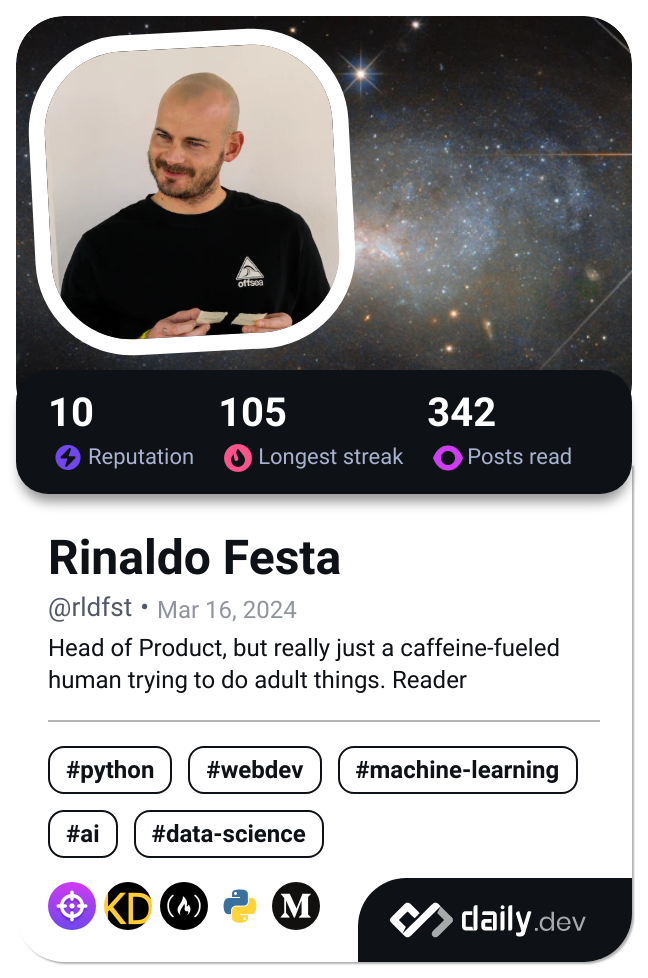 offsea
10
105
342
Reputation
Longest streak
Posts read
Rinaldo Festa
@rldfst • Mar 16, 2024
Head of Product, but really just a caffeine-fueled
human trying to do adult things. Reader
#python
#webdev
#machine-learning
#ai
#data-science
KD
M
daily.dev